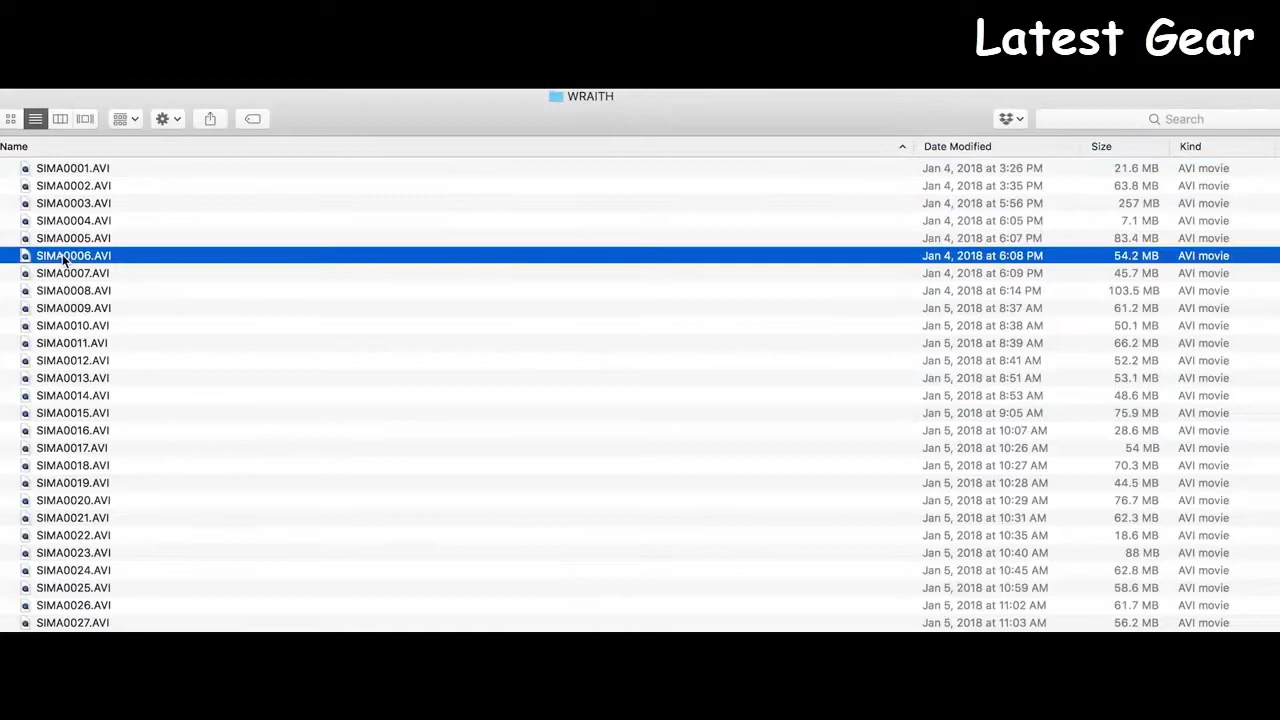 Latest Gear
WRAITH
Search
Name Date Modified Size Kind
SIMA0001.AVI Jan 4, 2018 at 3:26 PM 21.6 MB AVI movie
SIMA0002.AVI Jan 4, 2018 at 3:35 PM 63.8 MB AVI movie
SIMA0003.AVI Jan 4, 2018 at 5:56 PM 257 MB AVI movie
SIMA0004.AVI Jan 4, 2018 at 6:05 PM 7.1 MB AVI movie
SIMA0005.AVI Jan 4, 2018 at 6:07 PM 83.4 MB AVI movie
SIMA0006.AVI Jan 4, 2018 at 6:08 PM 54.2 MB AVI movie
SIMA0007.AVI Jan 4, 2018 at 6:09 PM 45.7 MB AVI movie
SIMA0008.AVI Jan 4, 2018 at 6:14 PM 103.5 MB AVI movie
SIMA0009.AVI Jan 5, 2018 at 8:37 AM 61.2 MB AVI movie
SIMA0010.AVI Jan 5, 2018 at 8:38 AM 50.1 MB AVI movie
SIMA0011.AVI Jan 5, 2018 at 8:39 AM 66.2 MB AVI movie
SIMA0012.AVI Jan 5, 2018 at 8:41 AM 52.2 MB AVI movie
SIMA0013.AVI Jan 5, 2018 at 8:51 AM 53.1 MB AVI movie
SIMA0014.AVI Jan 5, 2018 at 8:53 AM 48.6 MB AVI movie
SIMA0015.AVI Jan 5, 2018 at 9:05 AM 75.9 MB AVI movie
SIMA0016.AVI Jan 5, 2018 at 10:07 AM 28.6 MB AVI movie
SIMA0017.AVI Jan 5, 2018 at 10:26 AM 54 MB AVI movie
SIMA0018.AVI Jan 5, 2018 at 10:27 AM 70.3 MB AVI movie
SIMA0019.AVI Jan 5, 2018 at 10:28 AM 44.5 MB AVI movie
SIMA0020.AVI Jan 5, 2018 at 10:29 AM 76.7 MB AVI movie
SIMA0021.AVI Jan 5, 2018 at 10:31 AM 62.3 MB AVI movie
SIMA0022.AVI Jan 5, 2018 at 10:35 AM 18.6 MB AVI movie
SIMA0023.AVI Jan 5, 2018 at 10:40 AM 88 MB AVI movie
SIMA0024.AVI Jan 5, 2018 at 10:45 AM 62.8 MB AVI movie
SIMA0025.AVI Jan 5, 2018 at 10:59 AM 58.6 MB AVI movie
SIMA0026.AVI Jan 5, 2018 at 11:02 AM 61.7 MB AVI movie
SIMA0027.AVI Jan 5, 2018 at 11:03 AM 56.2 MB AVI movie